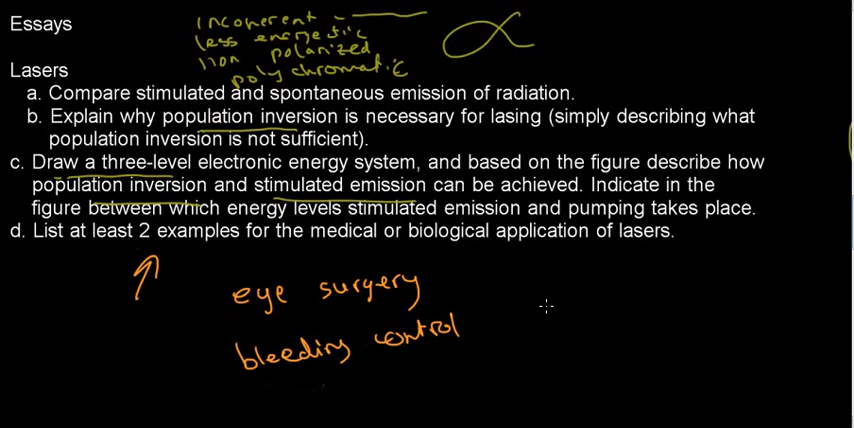 Essays
incoherent -
less energetic
non polarized
poly chromatic
Lasers
a. Compare stimulated and spontaneous emission of radiation.
b. Explain why population inversion is necessary for lasing (simply describing what
population inversion is not sufficient).
c. Draw a three-level electronic energy system, and based on the figure describe how
population inversion and stimulated emission can be achieved. Indicate in the
figure between which energy levels stimulated emission and pumping takes place.
d. List at least 2 examples for the medical or biological application of lasers.
eye surgery
bleeding control